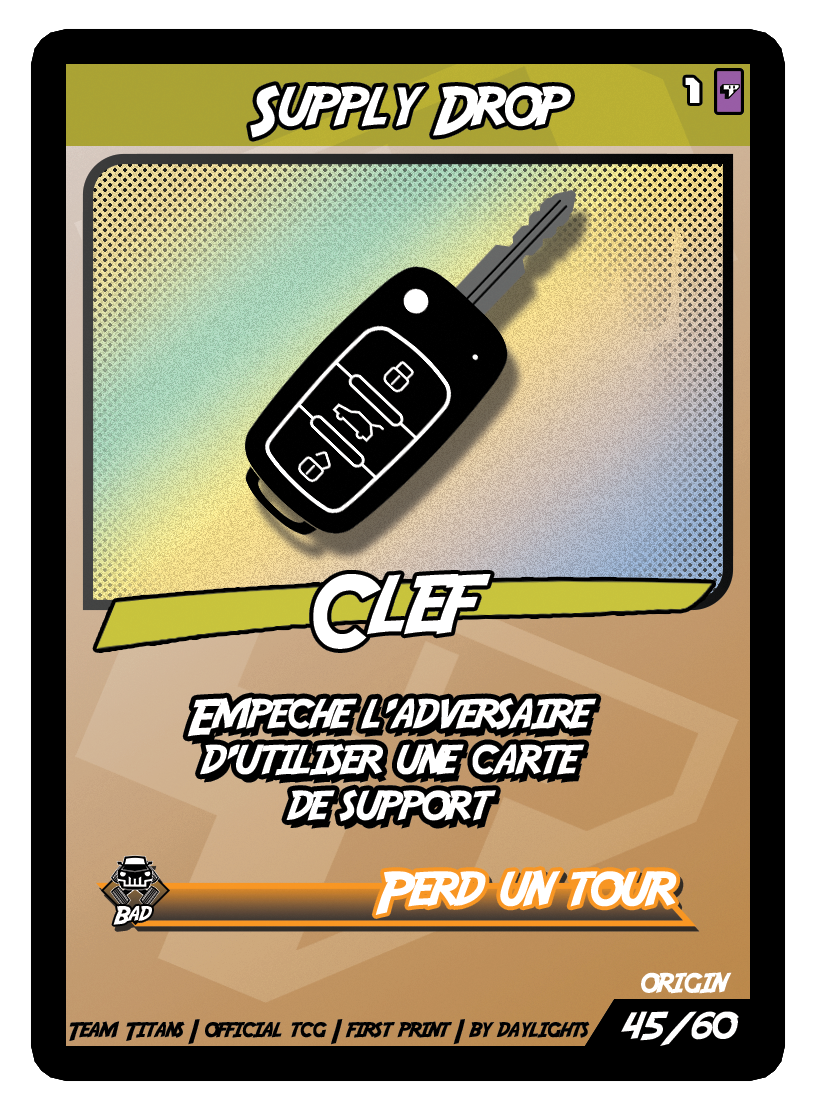 Supply Drop
1
Clef
Empeche l'adversaire
d'utiliser une carte
de support
Bad
Perd un tour
Origin
Team Titans | Official TCG | First Print | By Daylights
45/60